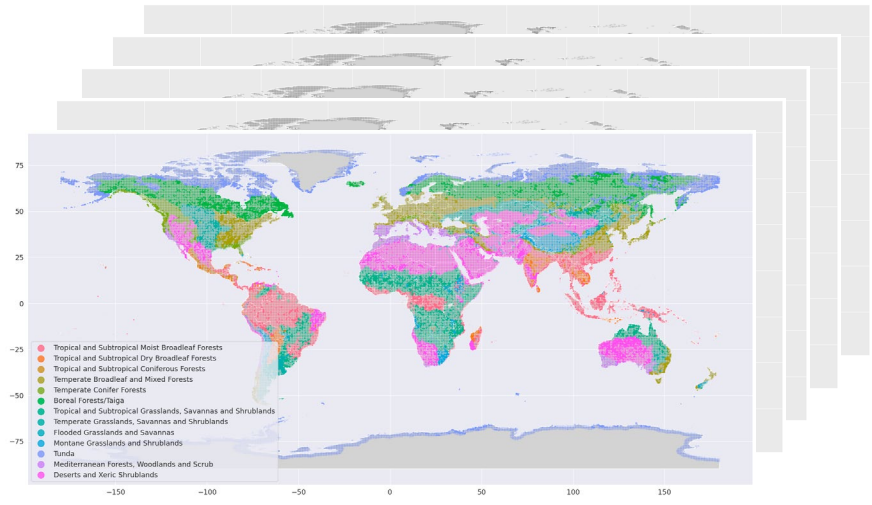 75
50
25
0
−25
−50
−75
Tropical and Subtropical Moist Broadleaf Forests
Tropical and Subtropical Dry Broadleaf Forests
Tropical and Subtropical Coniferous Forests
Temperate Broadleaf and Mixed Forests
Temperate Conifer Forests
Boreal Forests/Taiga
Tropical and Subtropical Grasslands, Savannas and Shrublands
Temperate Grasslands, Savannas and Shrublands
Flooded Grasslands and Savannas
Montane Grasslands and Shrublands
Tunda
Mediterranean Forests, Woodlands and Scrub
Deserts and Xeric Shrublands
−150 −100 −50 0 50 100 150